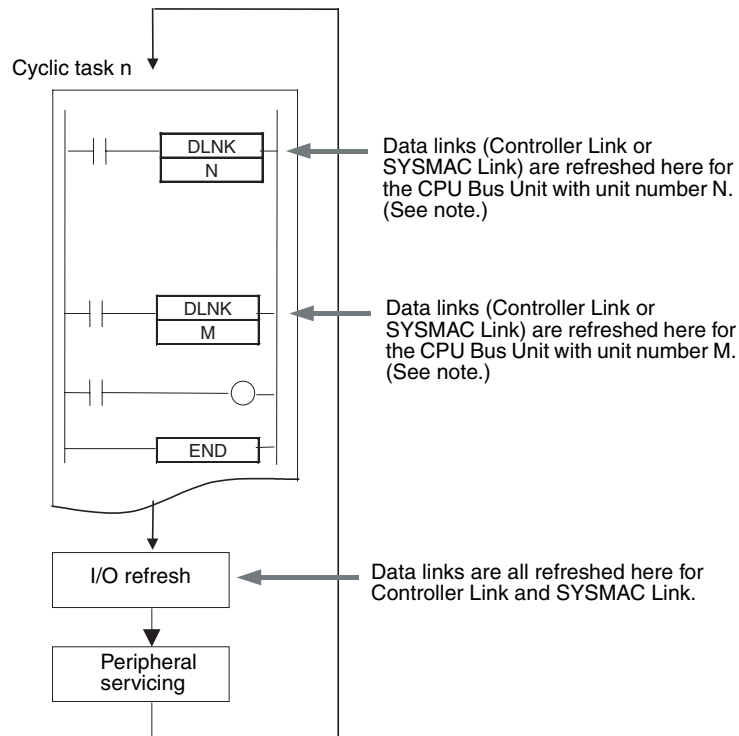 Cyclic task n
DLNK
N
Data links (Controller Link or
SYSMAC Link) are refreshed here for
the CPU Bus Unit with unit number N.
(See note.)
DLNK
M
Data links (Controller Link or
SYSMAC Link) are refreshed here for
the CPU Bus Unit with unit number M.
(See note.)
END
I/O refresh
Data links are all refreshed here for
Controller Link and SYSMAC Link.
Peripheral
servicing